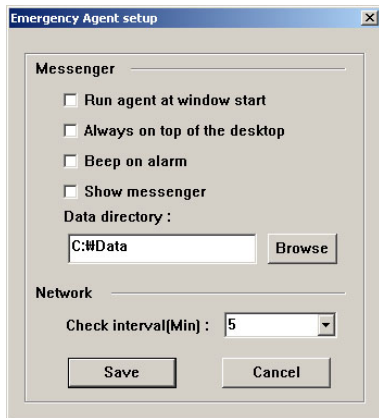 Emergency Agent setup
Messenger
Run agent at window start
Always on top of the desktop
Beep on alarm
Show messenger
Data directory :
C:₩Data
Browse
Network
Check interval(Min) :
5
Save
Cancel